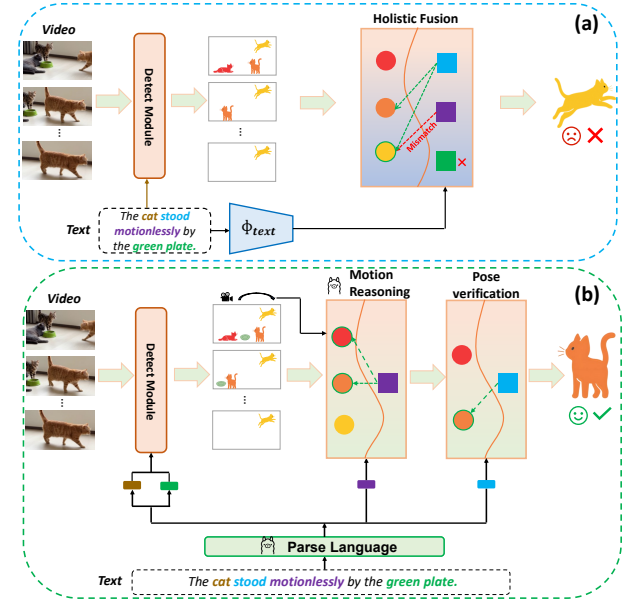 Video
Holistic Fusion
(a)
Detect Module
Mismatch
Text
The cat stood
motionlessly by
the green plate.
Φtext
Video
Motion
Reasoning
Pose
verification
(b)
Detect Module
Parse Language
Text
The cat stood motionlessly by the green plate.